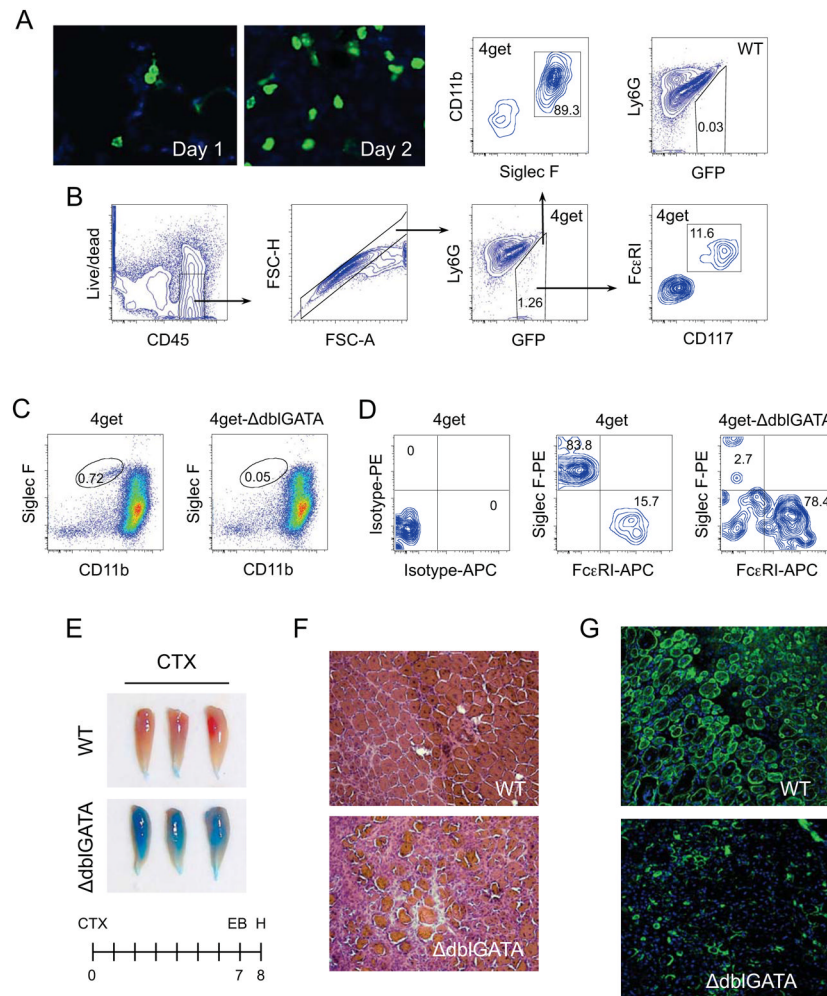 A
Day 1
Day 2
4get
CD11b
89.3
Siglec F
WT
Ly6G
0.03
GFP
B
Live/dead
CD45
FSC-H
FSC-A
4get
Ly6G
1.26
GFP
4get
11.6
FcεRI
CD117
C
4get
4get-ΔdblGATA
Siglec F
0.72
CD11b
Siglec F
0.05
CD11b
D
4get
4get
4get-ΔdblGATA
Isotype-PE
0
0
Isotype-APC
Siglec F-PE
83.8
15.7
FcεRI-APC
Siglec F-PE
2.7
78.4
FcεRI-APC
E
CTX
WT
ΔdblGATA
CTX
EB
H
0
7
8
F
WT
ΔdblGATA
G
WT
ΔdblGATA